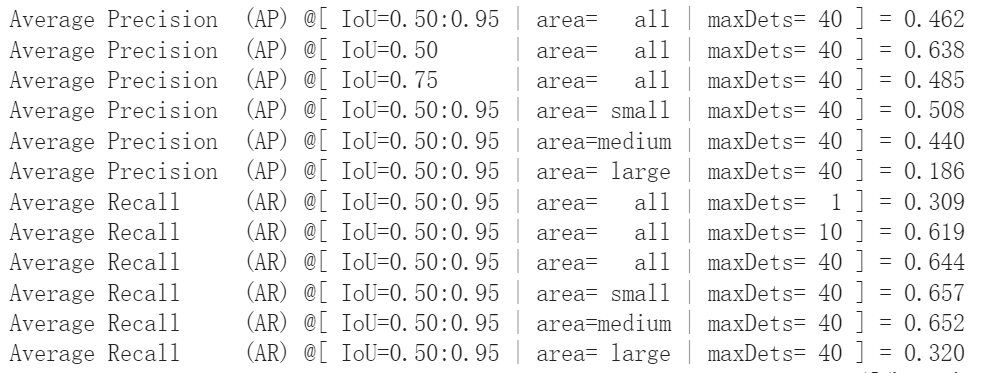 Average Precision  (AP) @[ IoU=0.50:0.95 | area=   all | maxDets= 40 ] = 0.462
Average Precision  (AP) @[ IoU=0.50      | area=   all | maxDets= 40 ] = 0.638
Average Precision  (AP) @[ IoU=0.75      | area=   all | maxDets= 40 ] = 0.485
Average Precision  (AP) @[ IoU=0.50:0.95 | area= small | maxDets= 40 ] = 0.508
Average Precision  (AP) @[ IoU=0.50:0.95 | area=medium | maxDets= 40 ] = 0.440
Average Precision  (AP) @[ IoU=0.50:0.95 | area= large | maxDets= 40 ] = 0.186
Average Recall     (AR) @[ IoU=0.50:0.95 | area=   all | maxDets=  1 ] = 0.309
Average Recall     (AR) @[ IoU=0.50:0.95 | area=   all | maxDets= 10 ] = 0.619
Average Recall     (AR) @[ IoU=0.50:0.95 | area=   all | maxDets= 40 ] = 0.644
Average Recall     (AR) @[ IoU=0.50:0.95 | area= small | maxDets= 40 ] = 0.657
Average Recall     (AR) @[ IoU=0.50:0.95 | area=medium | maxDets= 40 ] = 0.652
Average Recall     (AR) @[ IoU=0.50:0.95 | area= large | maxDets= 40 ] = 0.320